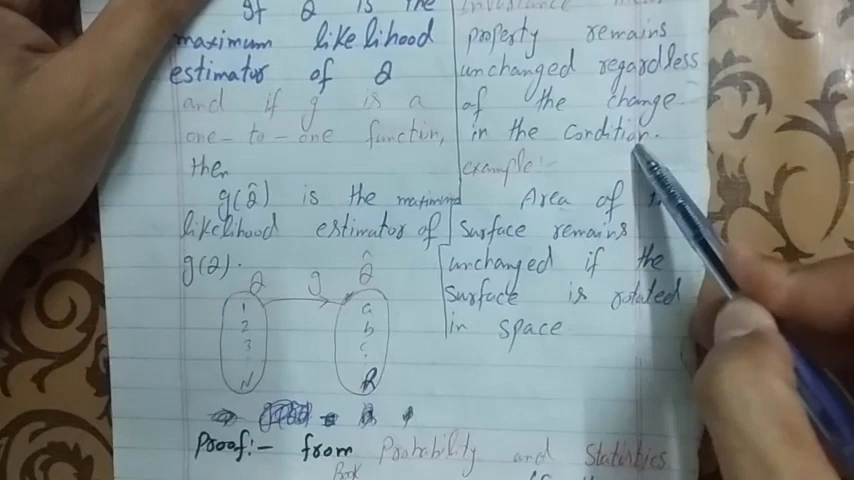 If θ̂ is the
maximum likelihood
estimator of θ
and if g is a
one-to-one function,
then
g(θ̂) is the maximum
likelihood estimator of
g(θ).
θ g θ̂
1 a
2 b
3 c
N R
property remains
unchanged regardless
of the change
in the condition.
example:-
Area of
surface remains
unchanged if the
surface is rotated
in space
Proof:- from Probability and Statistics
Book